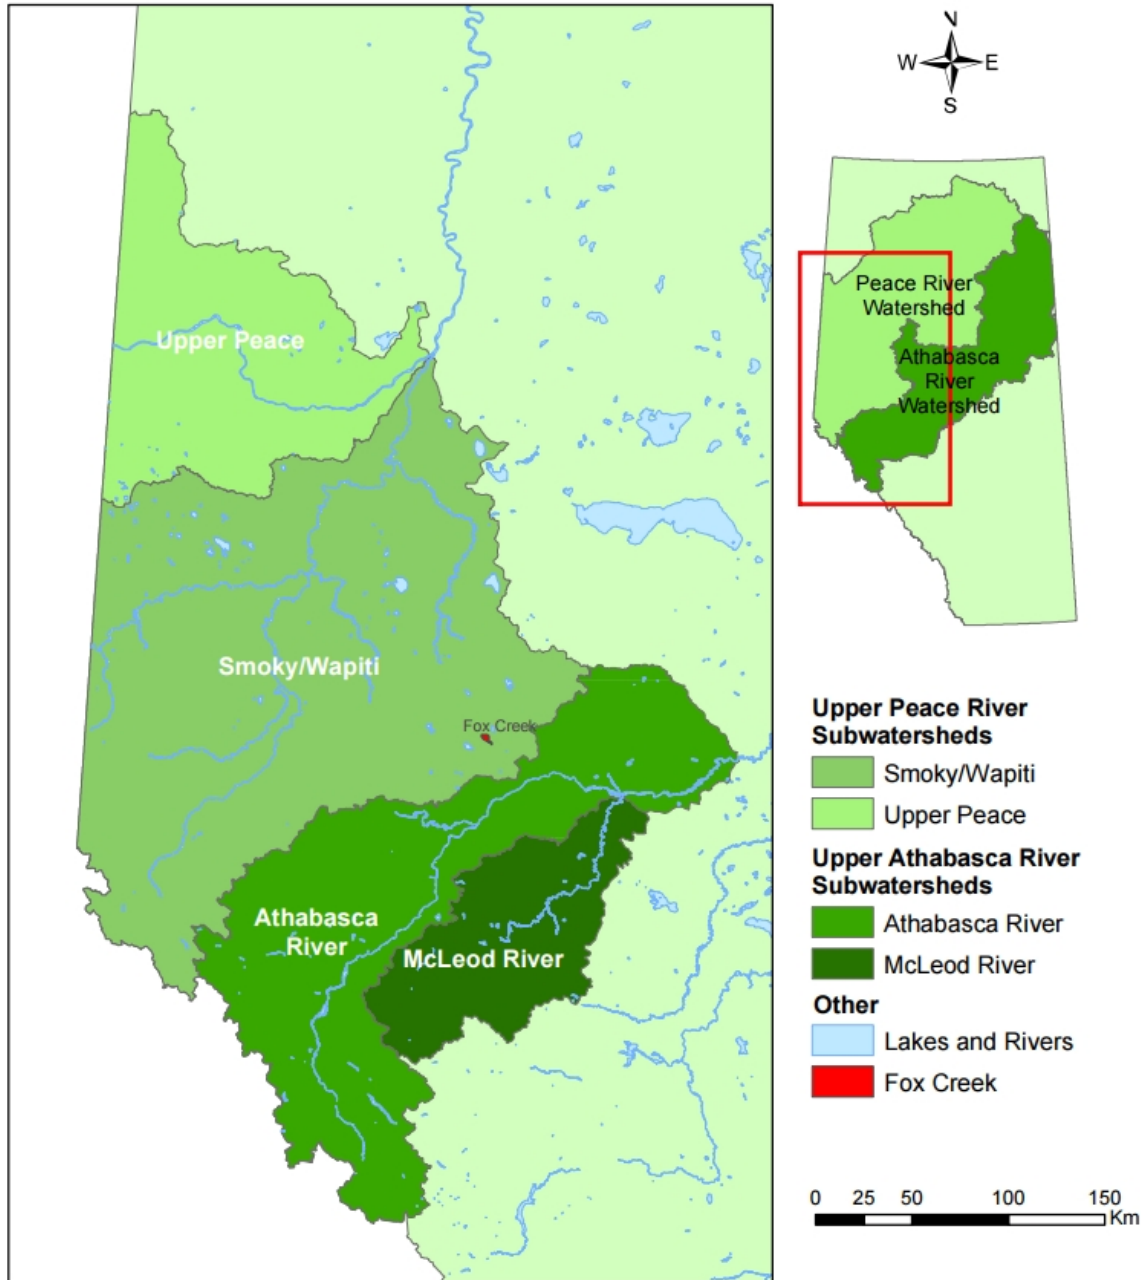 Upper Peace
Smoky/Wapiti
Fox Creek
Athabasca
River
McLeod River
N
W
E
S
Peace River
Watershed
Athabasca
River
Watershed
Upper Peace River
Subwatersheds
Smoky/Wapiti
Upper Peace
Upper Athabasca River
Subwatersheds
Athabasca River
McLeod River
Other
Lakes and Rivers
Fox Creek
0 25 50 100 150
Km